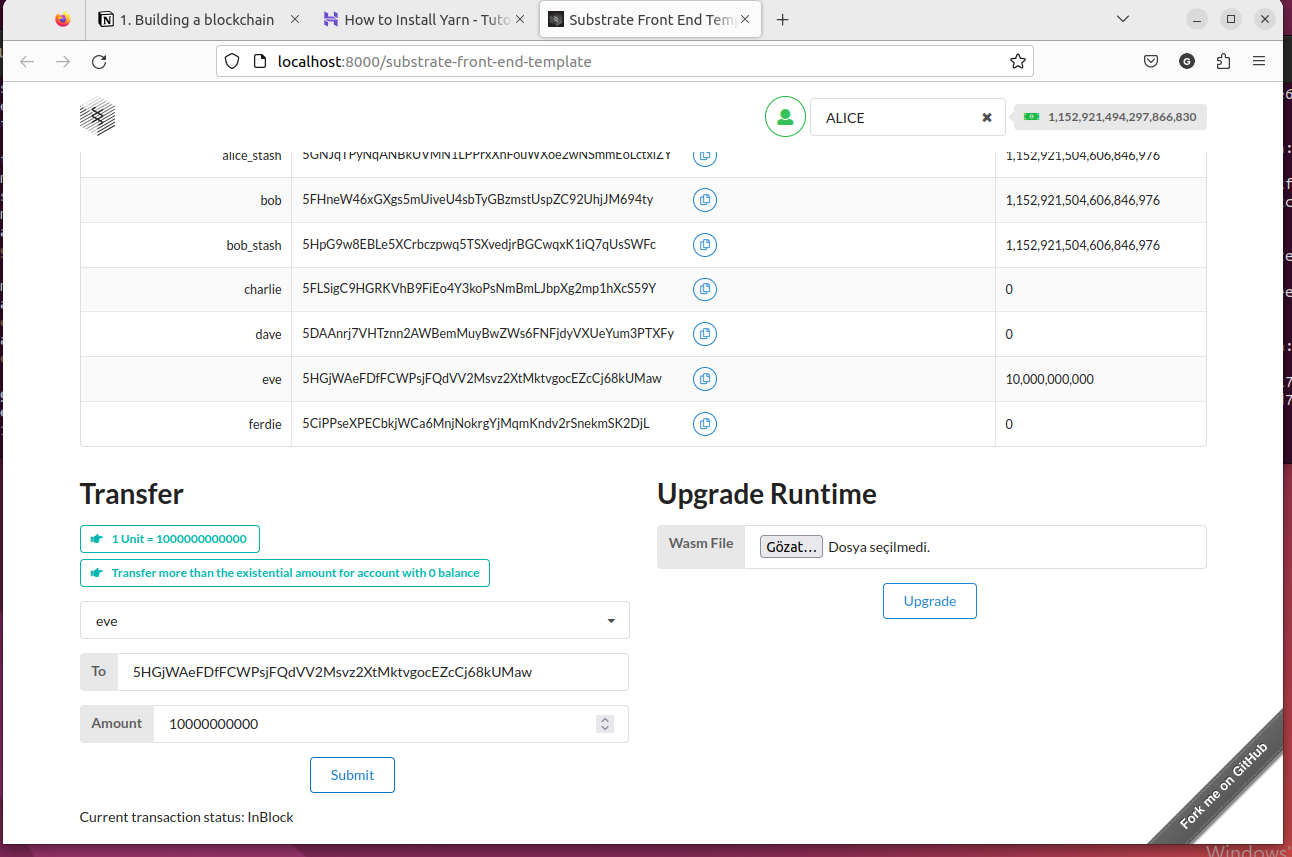 1. Building a blockchain
How to Install Yarn - Tuto
Substrate Front End Tem
localhost:8000/substrate-front-end-template
G
ALICE
1,152,921,494,297,866,830
alice_stash 5GNJqTPyNqANBkUVMN1LPPrxXnFouWXoe2wNSmmEoLctxiZY 1,152,921,504,606,846,976
bob 5FHneW46xGXgs5mUiveU4sbTyGBzmstUspZC92UhjJM694ty 1,152,921,504,606,846,976
bob_stash 5HpG9w8EBLe5XCrbczpwq5TSXvedjrBGCwqxK1iQ7qUsSWFc 1,152,921,504,606,846,976
charlie 5FLSigC9HGRKVhB9FiEo4Y3koPsNmBmLJbpXg2mp1hXcS59Y 0
dave 5DAAnrj7VHTznn2AWBemMuyBwZWs6FNFjdyVXUeYum3PTXFy 0
eve 5HGjWAeFDfFCWPsjFQdVV2Msvz2XtMktvgocEZcCj68kUMaw 10,000,000,000
ferdie 5CiPPseXPECbkjWCa6MnjNokrgYjMqmKndv2rSnekmSK2DjL 0
Transfer
1 Unit = 1000000000000
Transfer more than the existential amount for account with 0 balance
eve
To 5HGjWAeFDfFCWPsjFQdVV2Msvz2XtMktvgocEZcCj68kUMaw
Amount 10000000000
Submit
Current transaction status: InBlock
Upgrade Runtime
Wasm File Gözat... Dosya seçilmedi.
Upgrade
Fork me on GitHub
Windows'